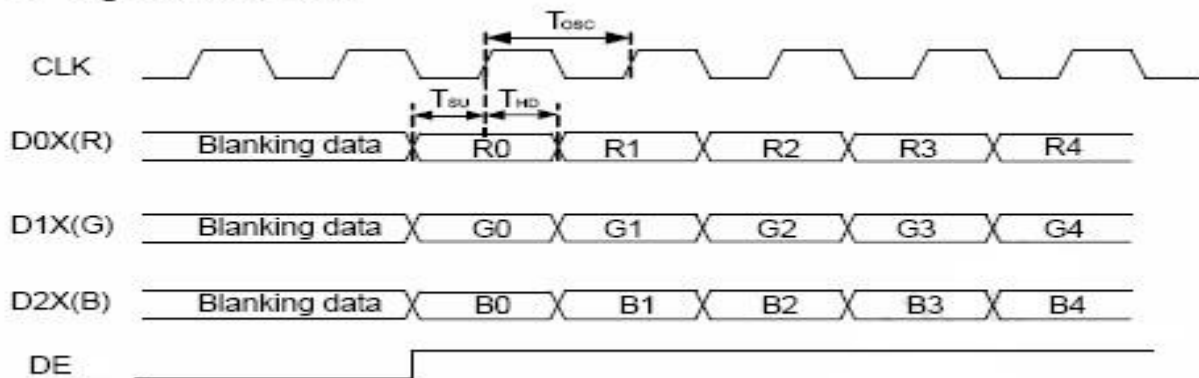 Tosc
CLK
TSU THD
D0X(R) Blanking data R0 R1 R2 R3 R4
D1X(G) Blanking data G0 G1 G2 G3 G4
D2X(B) Blanking data B0 B1 B2 B3 B4
DE